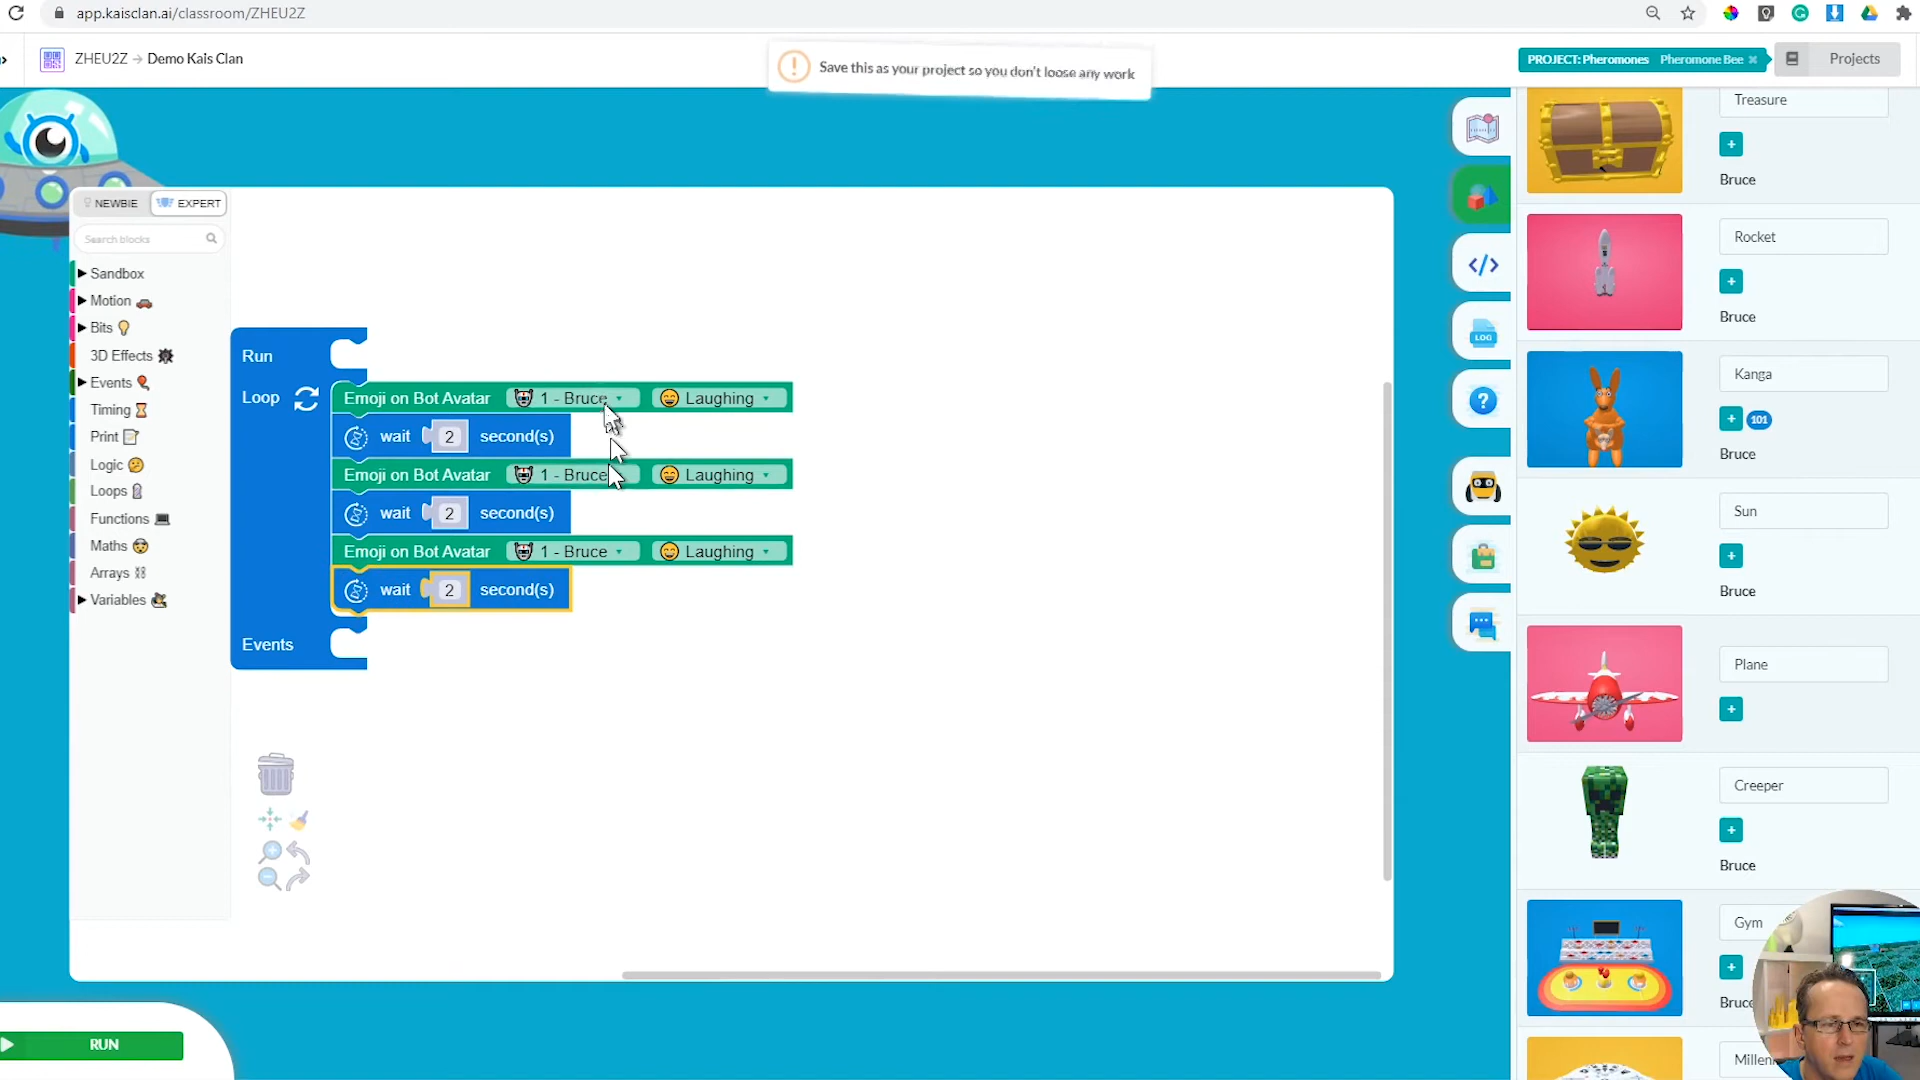 app.kaisclan.ai/classroom/ZHEU2Z
ZHEU2Z → Demo Kais Clan
Save this as your project so you don't loose any work
PROJECT: Pheromones Pheromone Bee ×
Projects
NEWBIE
EXPERT
Search blocks
Sandbox
Motion
Bits
3D Effects
Events
Timing
Print
Logic
Loops
Functions
Maths
Arrays
Variables
Run
Loop
Emoji on Bot Avatar 1 - Bruce Laughing
wait 2 second(s)
Emoji on Bot Avatar 1 - Bruce Laughing
wait 2 second(s)
Emoji on Bot Avatar 1 - Bruce Laughing
wait 2 second(s)
Events
RUN
</>
LOG
?
Treasure
+
Bruce
Rocket
+
Bruce
Kanga
+ 101
Bruce
Sun
+
Bruce
Plane
+
Creeper
+
Bruce
Gym
+